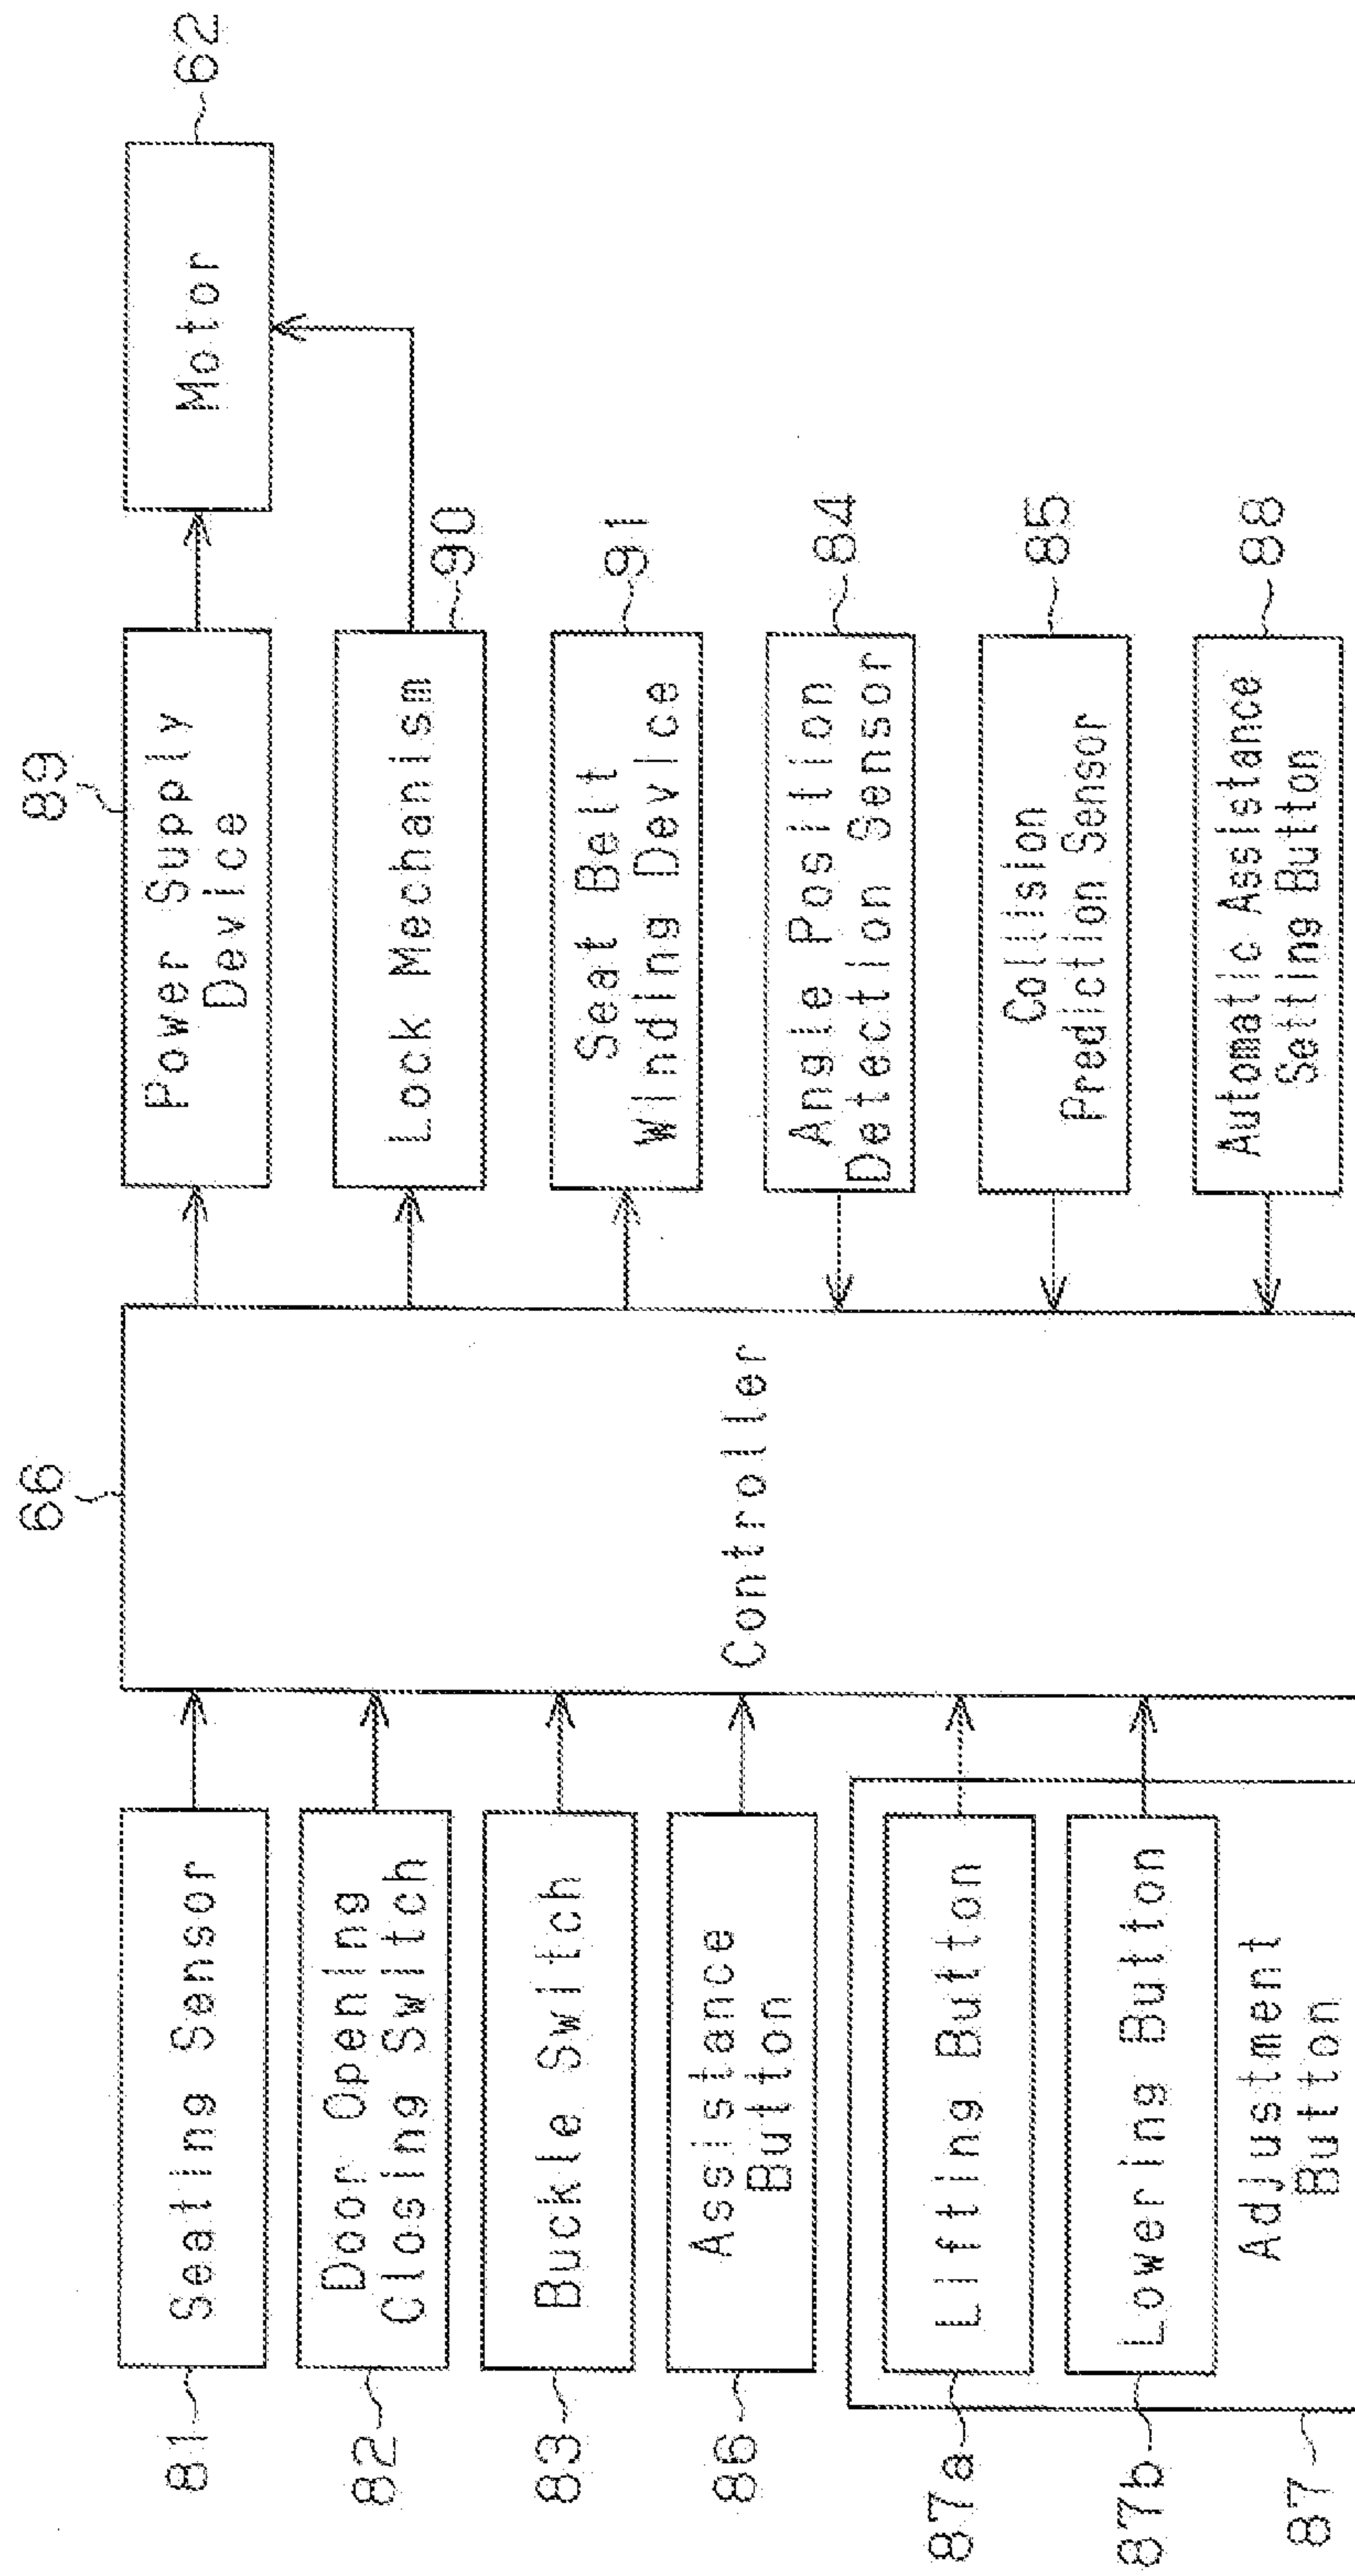 66
89
62
81
Seating Sensor
Controller
Power Supply
Device
Motor
82
Door Opening
Closing Switch
Lock Mechanism
90
83
Buckle Switch
Seat Belt
Winding Device
91
86
Assistance
Button
Angle Position
Detection Sensor
84
87a
Lifting Button
Collision
Prediction Sensor
85
87b
Lowering Button
Automatic Assistance
Setting Button
88
87
Adjustment
Button